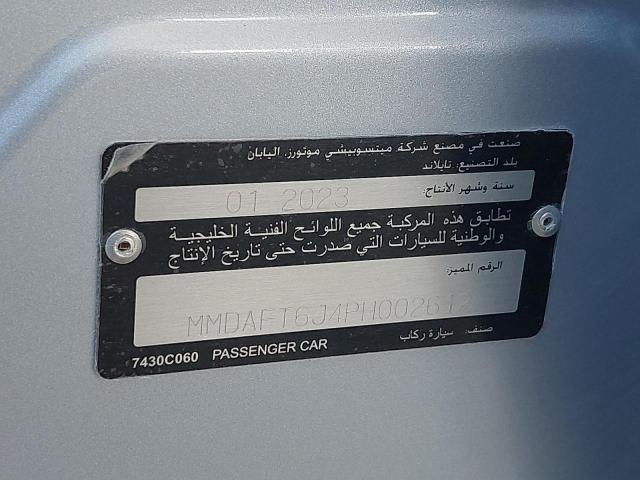 صنعت في مصنع شركة. ميتسوبيشي موتورز. اليابان
بلد التصنيع: تايلاند
سنة وشهر الأنتاج: 01 2023
تطابق هذه المركبة جميع اللوائح الفنية الخليجية
والوطنية للسيارات التي صدرت حتى تاريخ الإنتاج
الرقم المميز:
MMDAFT6J4PH002612
صنف: سيارة ركاب
7430C060 PASSENGER CAR